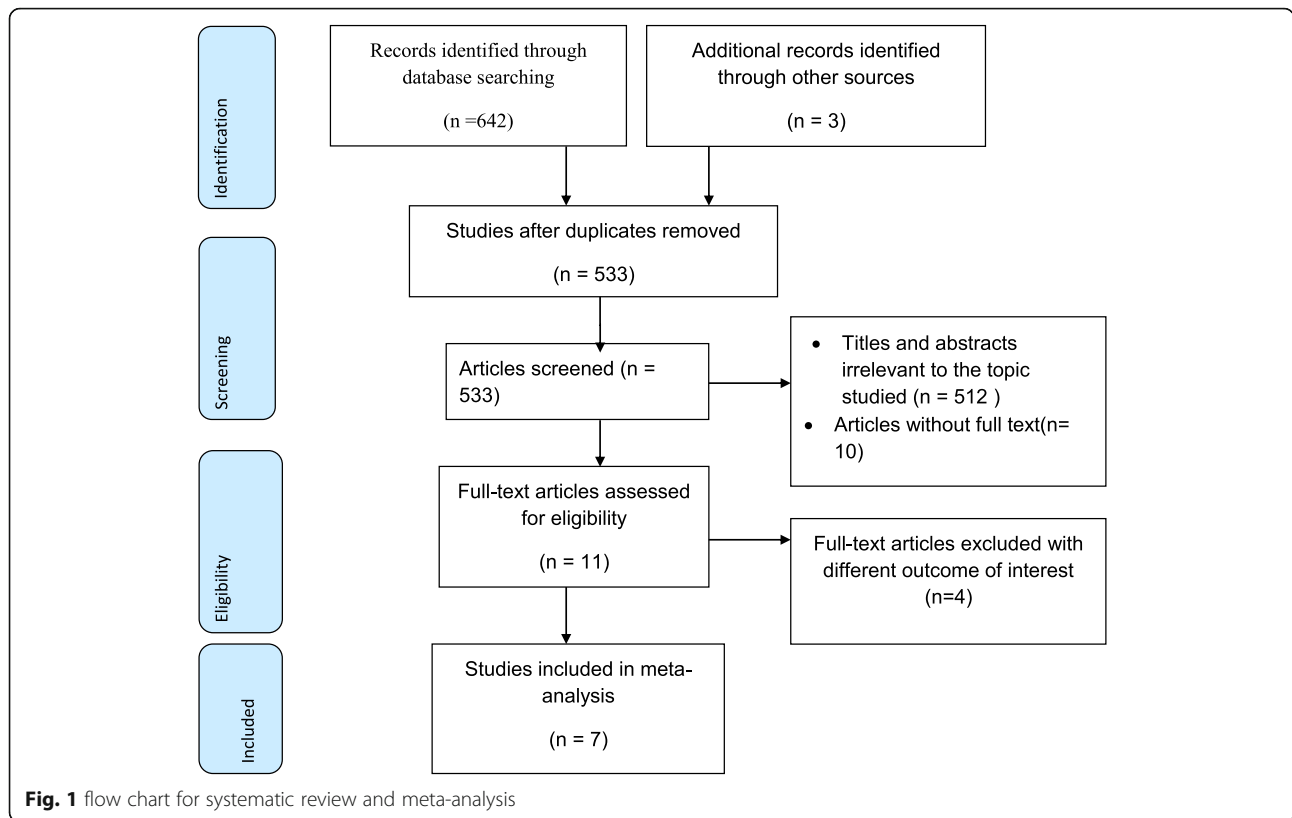 Identification
Records identified through
database searching
(n =642)
Additional records identified
through other sources
(n = 3)
Studies after duplicates removed
(n = 533)
Screening
Articles screened (n =
533)
• Titles and abstracts
irrelevant to the topic
studied (n = 512 )
• Articles without full text(n=
10)
Eligibility
Full-text articles assessed
for eligibility
(n = 11)
Full-text articles excluded with
different outcome of interest
(n=4)
Included
Studies included in meta-
analysis
(n = 7)
Fig. 1 flow chart for systematic review and meta-analysis